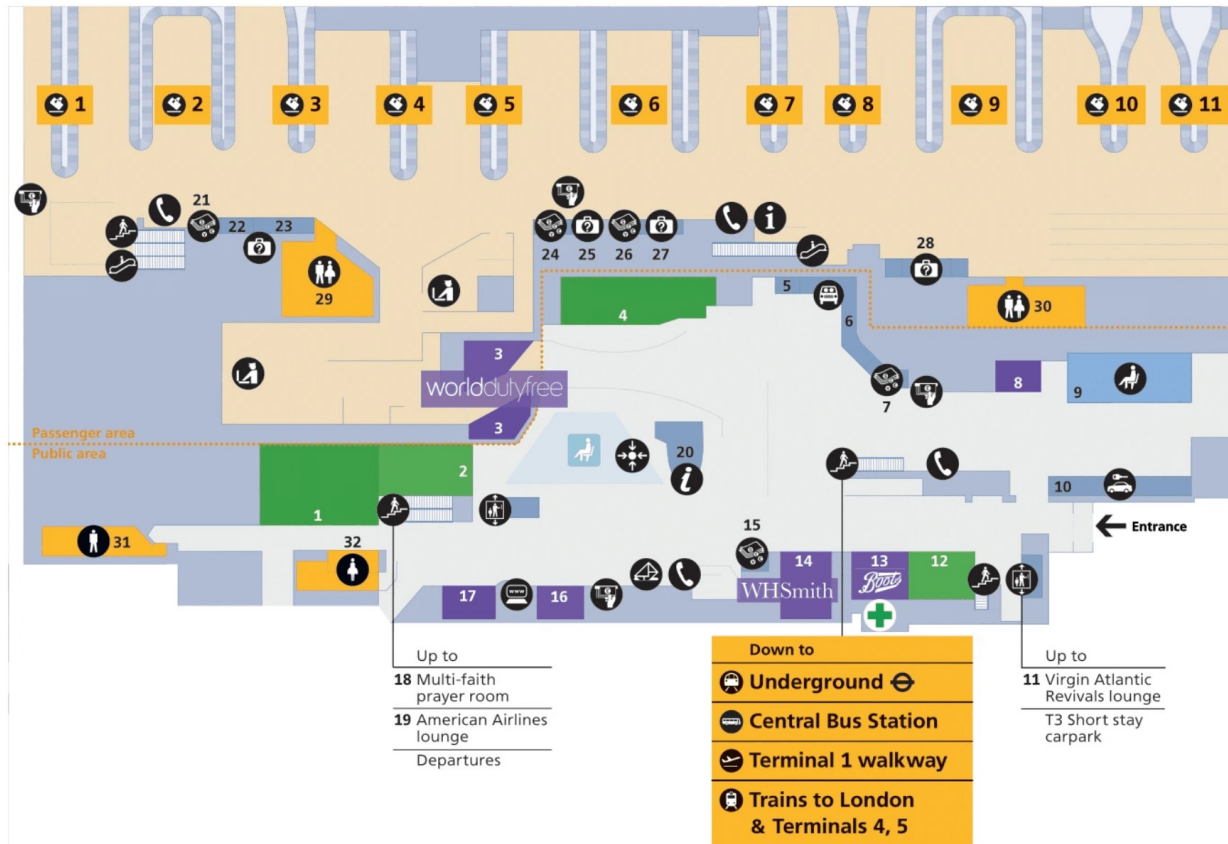 1
2
3
4
5
6
7
8
9
10
11
21
22
23
24
25
26
27
28
29
30
4
5
6
3
worlddutyfree
3
7
8
9
Passenger area
Public area
2
1
20
10
Entrance
31
32
15
14
WHSmith
13
Boots
12
17
www
16
Up to
18 Multi-faith
prayer room
19 American Airlines
lounge
Departures
Down to
Underground
Central Bus Station
Terminal 1 walkway
Trains to London
& Terminals 4, 5
Up to
11 Virgin Atlantic
Revivals lounge
T3 Short stay
carpark